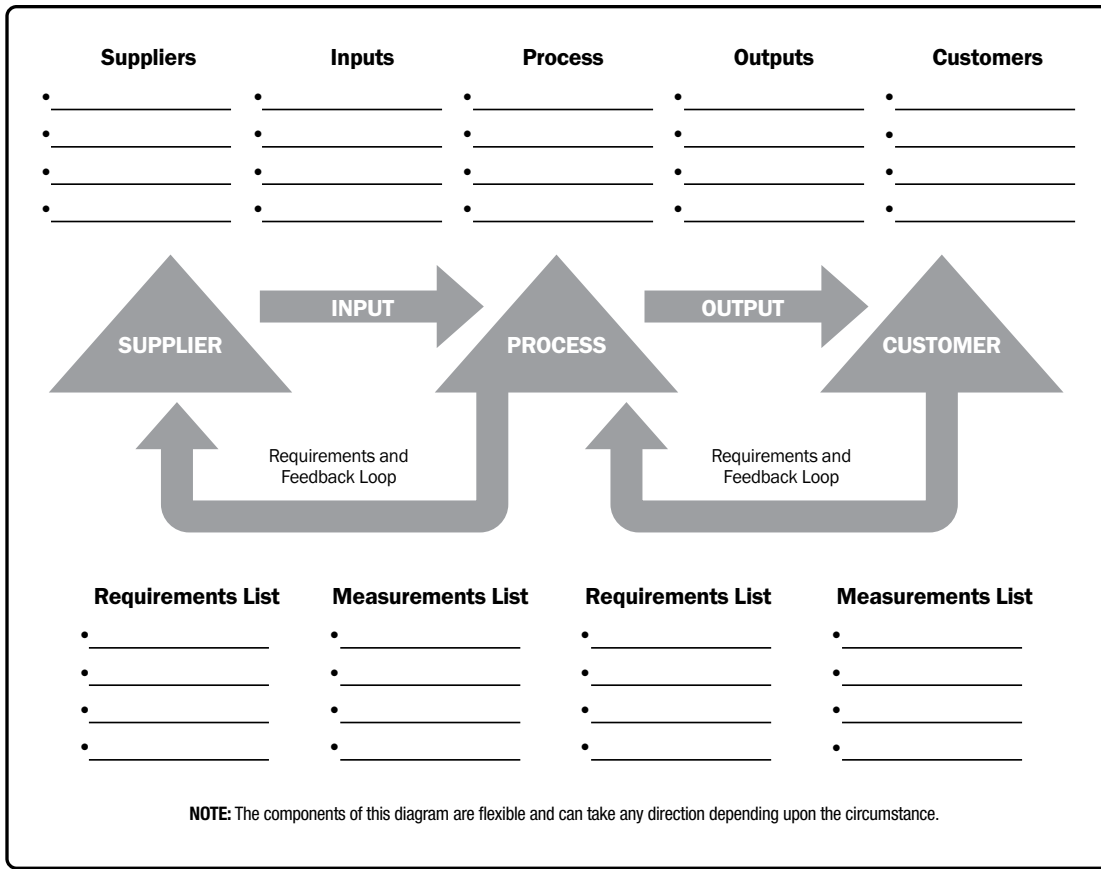 Suppliers
Inputs
Process
Outputs
Customers
INPUT
OUTPUT
SUPPLIER
PROCESS
CUSTOMER
Requirements and
Feedback Loop
Requirements and
Feedback Loop
Requirements List
Measurements List
Requirements List
Measurements List
NOTE: The components of this diagram are flexible and can take any direction depending upon the circumstance.